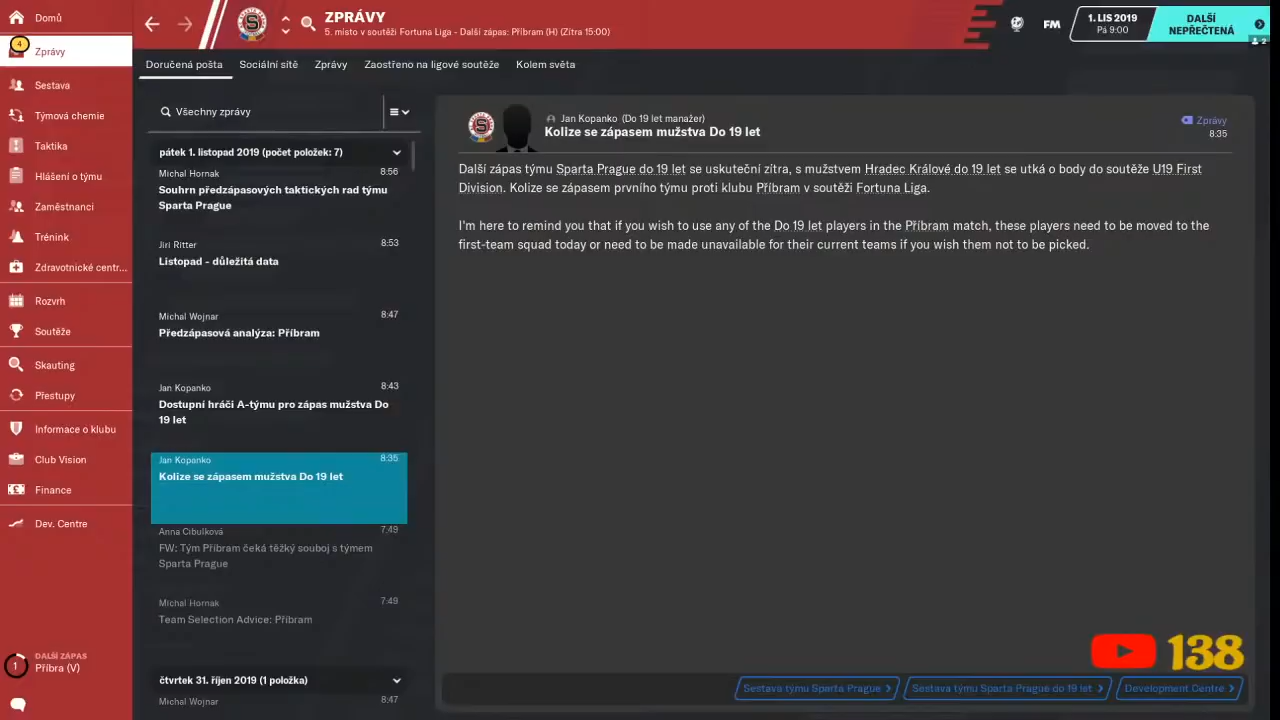 Domů
4
Zprávy
Sestava
Týmová chemie
Taktika
Hlášení o týmu
Zaměstnanci
Trénink
Zdravotnické centr...
Rozvrh
Soutěže
Skauting
Přestupy
Informace o klubu
Club Vision
Finance
Dev. Centre
1
DALŠÍ ZÁPAS
Příbra (V)
ZPRÁVY
5. místo v soutěži Fortuna Liga - Další zápas: Příbram (H) (Zítra 15:00)
FM
1. LIS 2019
Pá 9:00
DALŠÍ
NEPŘEČTENÁ
2
Doručená pošta
Sociální sítě
Zprávy
Zaostřeno na ligové soutěže
Kolem světa
Všechny zprávy
pátek 1. listopad 2019 (počet položek: 7)
Michal Hornak
8:56
Souhrn předzápasových taktických rad týmu
Sparta Prague
Jiri Ritter
8:53
Listopad - důležitá data
Michal Wojnar
8:47
Předzápasová analýza: Příbram
Jan Kopanko
8:43
Dostupní hráči A-týmu pro zápas mužstva Do
19 let
Jan Kopanko
8:35
Kolize se zápasem mužstva Do 19 let
Anna Cibulková
7:49
FW: Tým Příbram čeká těžký souboj s týmem
Sparta Prague
Michal Hornak
7:49
Team Selection Advice: Příbram
čtvrtek 31. říjen 2019 (1 položka)
Michal Wojnar
8:47
Jan Kopanko (Do 19 let manažer)
Kolize se zápasem mužstva Do 19 let
Zprávy
8:35
Další zápas týmu Sparta Prague do 19 let se uskuteční zítra, s mužstvem Hradec Králové do 19 let se utká o body do soutěže U19 First
Division. Kolize se zápasem prvního týmu proti klubu Příbram v soutěži Fortuna Liga.
I'm here to remind you that if you wish to use any of the Do 19 let players in the Příbram match, these players need to be moved to the
first-team squad today or need to be made unavailable for their current teams if you wish them not to be picked.
138
Sestava týmu Sparta Prague
Sestava týmu Sparta Prague do 19 let
Development Centre